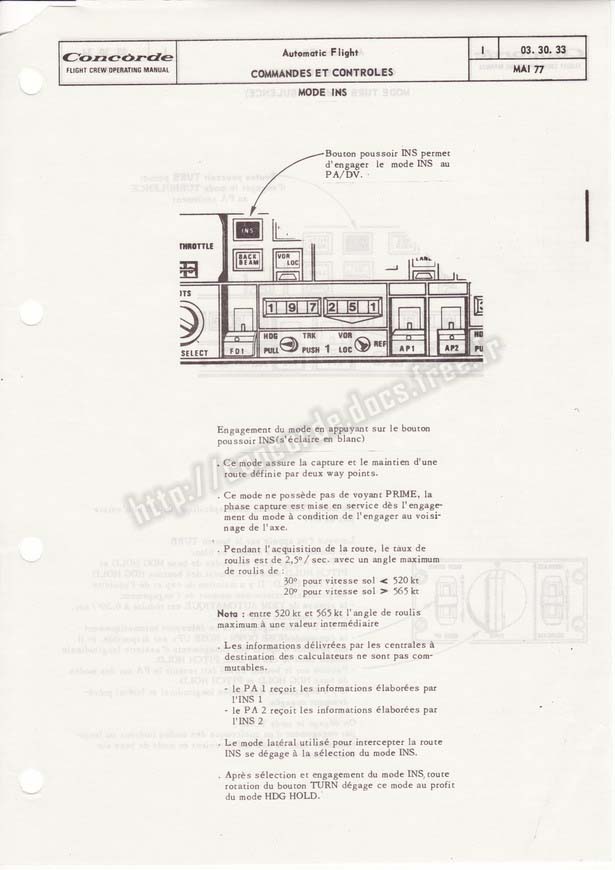 Concorde
FLIGHT CREW OPERATING MANUAL
Automatic Flight
COMMANDES ET CONTROLES
I
03. 30. 33
MAI 77
MODE INS
Bouton poussoir INS permet
d'engager le mode INS au
PA/DV.
INS
THROTTLE
BACK
BEAM
VOR
LOC
LAND
1 9 7 2 5 1
SELECT
FD1
HDG TRK VOR
PULL PUSH 1 LOC REF
AP1
AP2
HDG
PULL
http://concorde.docs.free.fr
Engagement du mode en appuyant sur le bouton
poussoir INS(s'éclaire en blanc)
. Ce mode assure la capture et le maintien d'une
route définie par deux way points.
. Ce mode ne possède pas de voyant PRIME, la
phase capture est mise en service dès l'engage-
ment du mode à condition de l'engager au voisi-
nage de l'axe.
. Pendant l'acquisition de la route, le taux de
roulis est de 2,5°/ sec. avec un angle maximum
de roulis de :
30° pour vitesse sol < 520 kt
20° pour vitesse sol > 565 kt
Nota : entre 520 kt et 565 kt l'angle de roulis
maximum à une valeur intermédiaire
. Les informations délivrées par les centrales à
destination des calculateurs ne sont pas com-
mutables.
- le PA 1 reçoit les informations élaborées par
l'INS 1
- le PA 2 reçoit les informations élaborées par
l'INS 2
. Le mode latéral utilisé pour intercepter la route
INS se dégage à la sélection du mode INS.
. Après sélection et engagement du mode INS, toute
rotation du bouton TURN dégage ce mode au profit
du mode HDG HOLD.